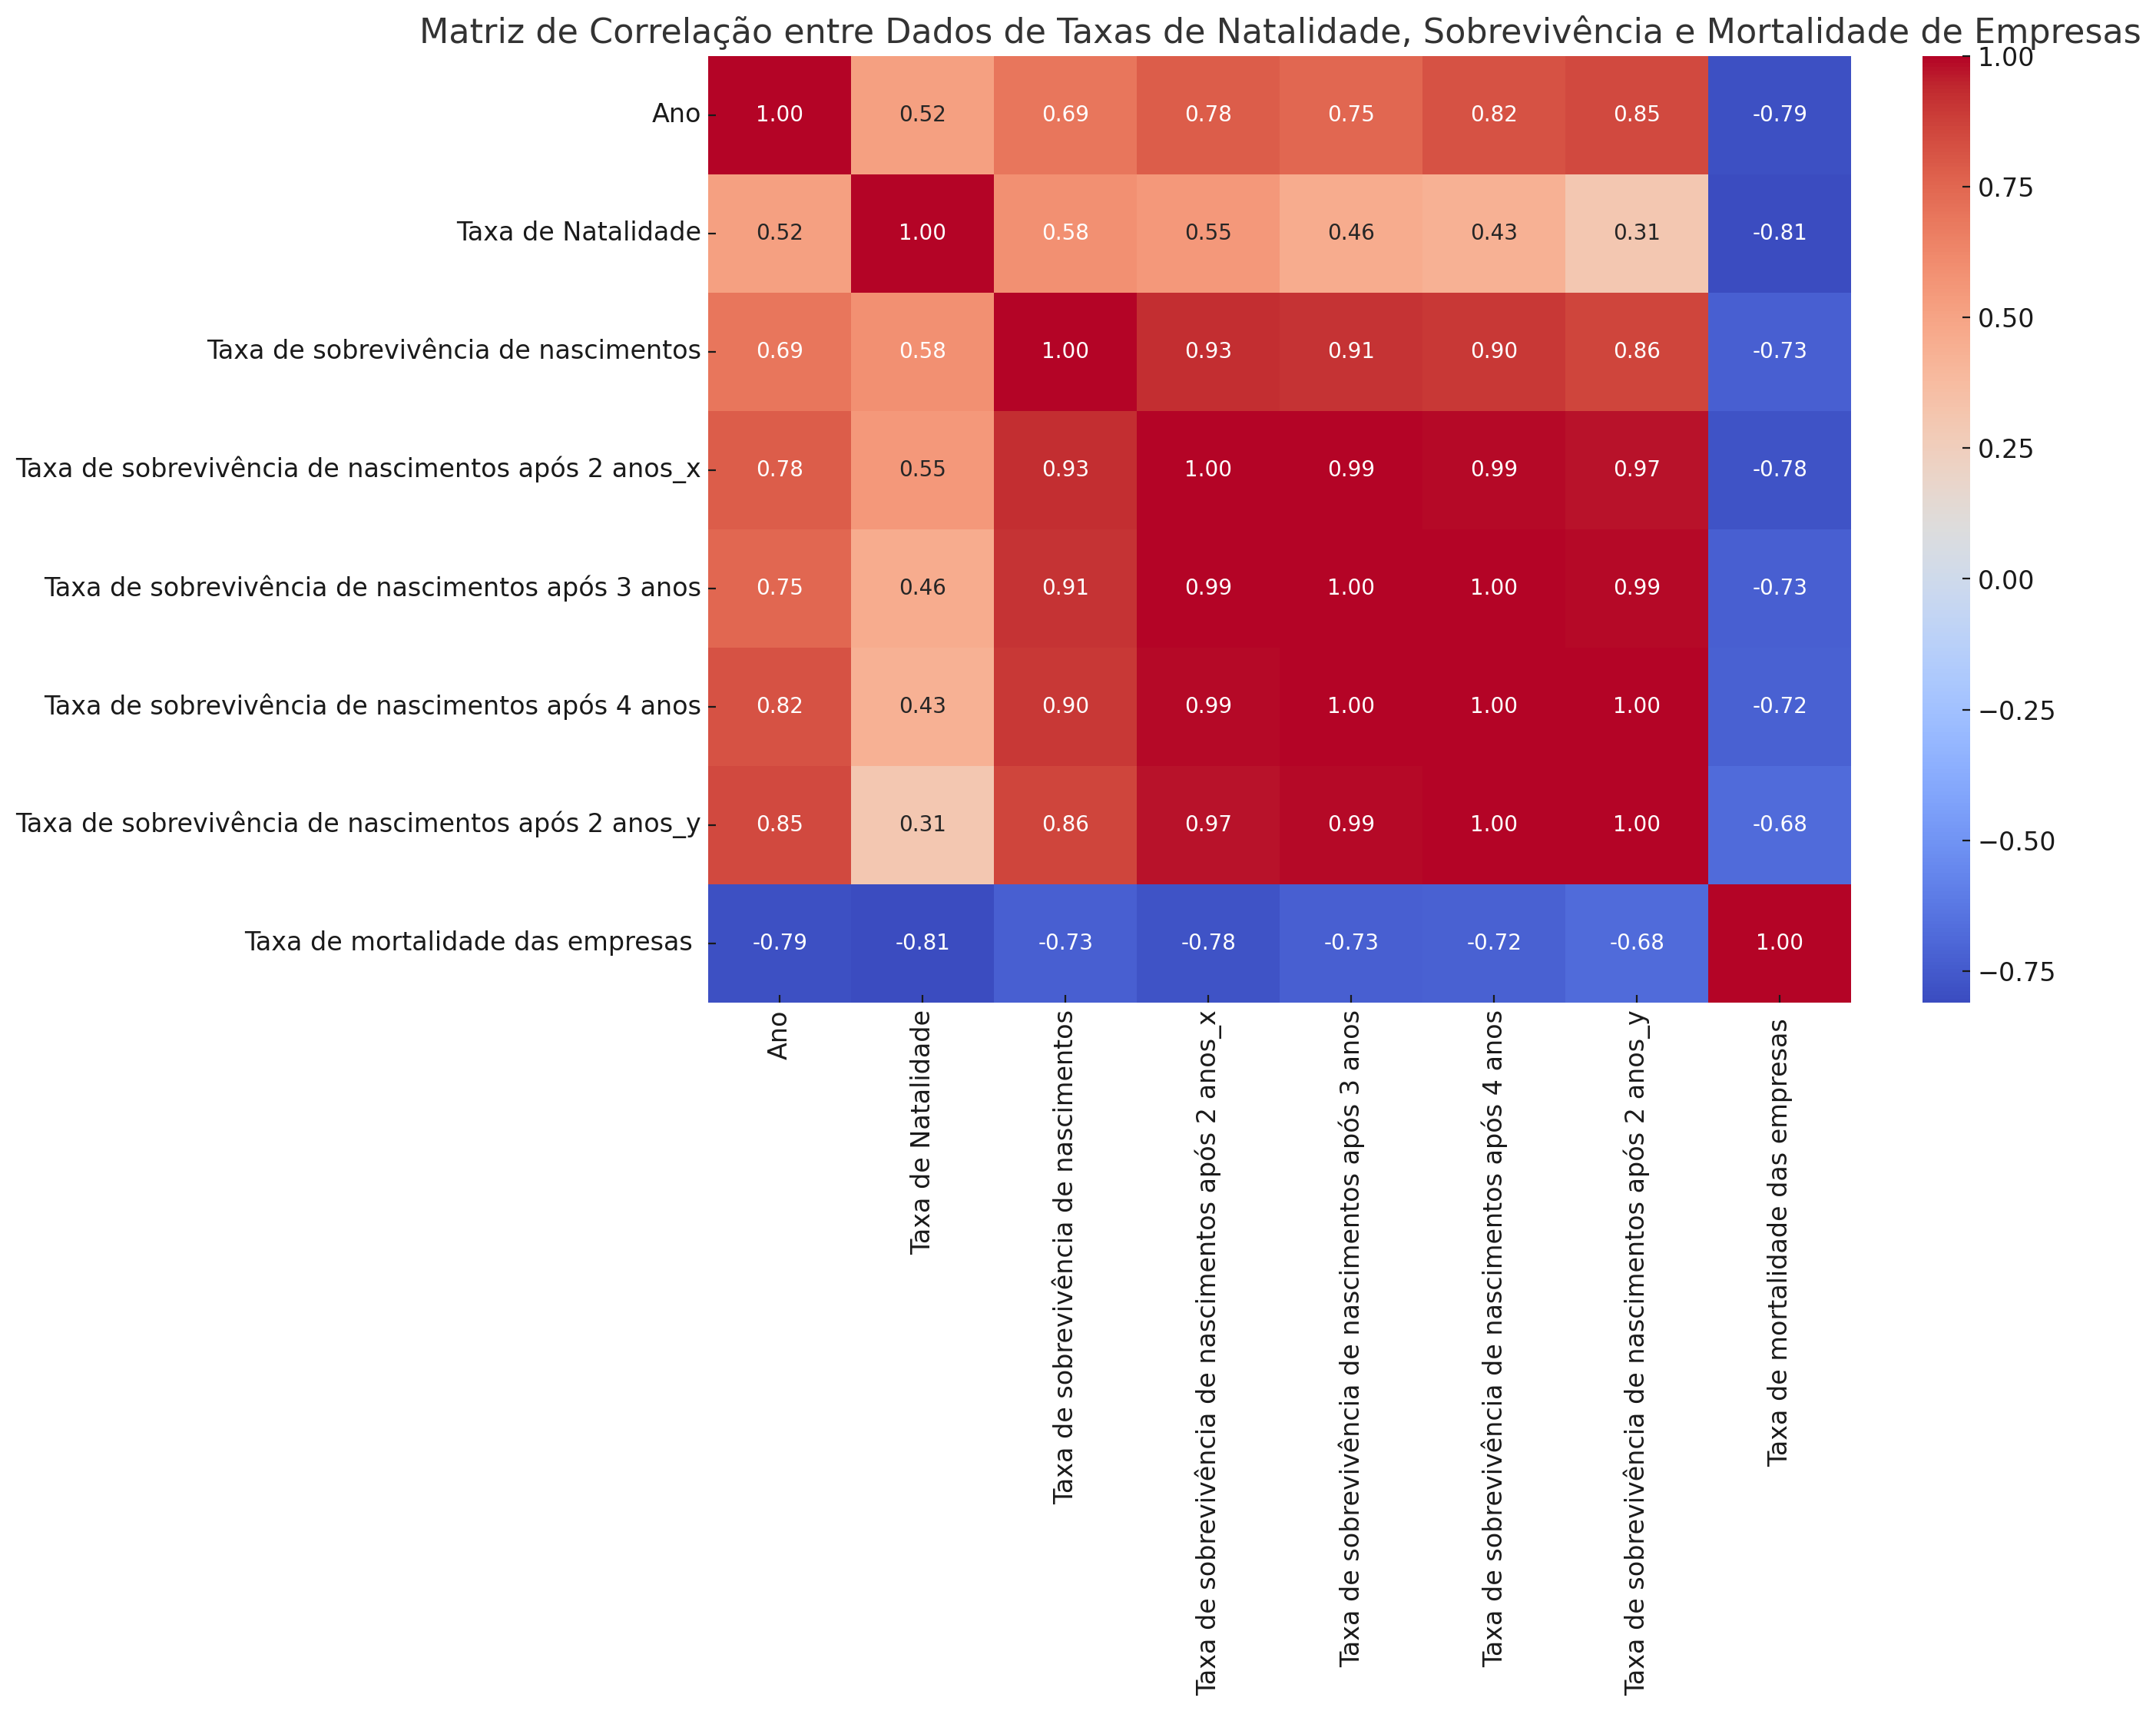 Matriz de Correlação entre Dados de Taxas de Natalidade, Sobrevivência e Mortalidade de Empresas
Ano 1.00 0.52 0.69 0.78 0.75 0.82 0.85 -0.79
Taxa de Natalidade 0.52 1.00 0.58 0.55 0.46 0.43 0.31 -0.81
Taxa de sobrevivência de nascimentos 0.69 0.58 1.00 0.93 0.91 0.90 0.86 -0.73
Taxa de sobrevivência de nascimentos após 2 anos_x 0.78 0.55 0.93 1.00 0.99 0.99 0.97 -0.78
Taxa de sobrevivência de nascimentos após 3 anos 0.75 0.46 0.91 0.99 1.00 1.00 0.99 -0.73
Taxa de sobrevivência de nascimentos após 4 anos 0.82 0.43 0.90 0.99 1.00 1.00 1.00 -0.72
Taxa de sobrevivência de nascimentos após 2 anos_y 0.85 0.31 0.86 0.97 0.99 1.00 1.00 -0.68
Taxa de mortalidade das empresas -0.79 -0.81 -0.73 -0.78 -0.73 -0.72 -0.68 1.00
Ano
Taxa de Natalidade
Taxa de sobrevivência de nascimentos
Taxa de sobrevivência de nascimentos após 2 anos_x
Taxa de sobrevivência de nascimentos após 3 anos
Taxa de sobrevivência de nascimentos após 4 anos
Taxa de sobrevivência de nascimentos após 2 anos_y
Taxa de mortalidade das empresas
1.00
0.75
0.50
0.25
0.00
−0.25
−0.50
−0.75